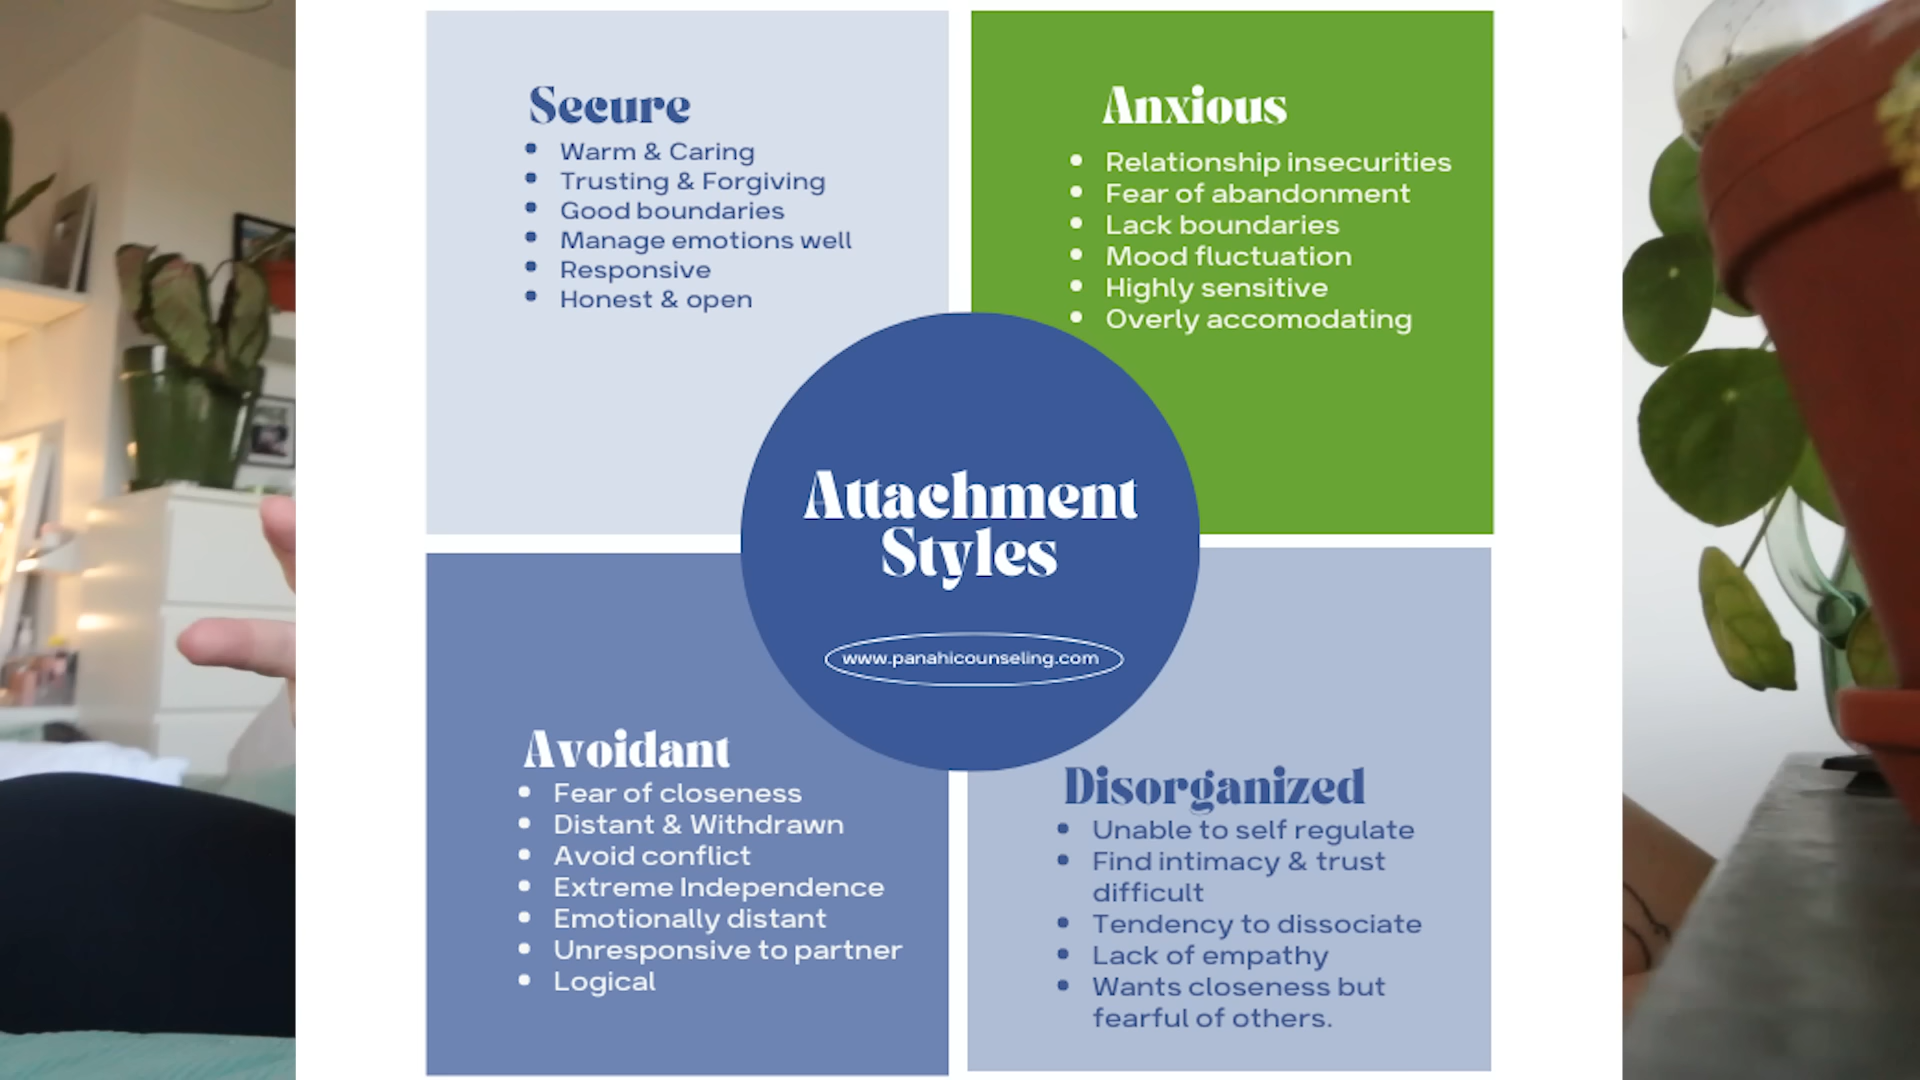 Secure
Warm & Caring
Trusting & Forgiving
Good boundaries
Manage emotions well
Responsive
Honest & open
Anxious
Relationship insecurities
Fear of abandonment
Lack boundaries
Mood fluctuation
Highly sensitive
Overly accomodating
Attachment
Styles
www.panahicounseling.com
Avoidant
Fear of closeness
Distant & Withdrawn
Avoid conflict
Extreme Independence
Emotionally distant
Unresponsive to partner
Logical
Disorganized
Unable to self regulate
Find intimacy & trust
difficult
Tendency to dissociate
Lack of empathy
Wants closeness but
fearful of others.